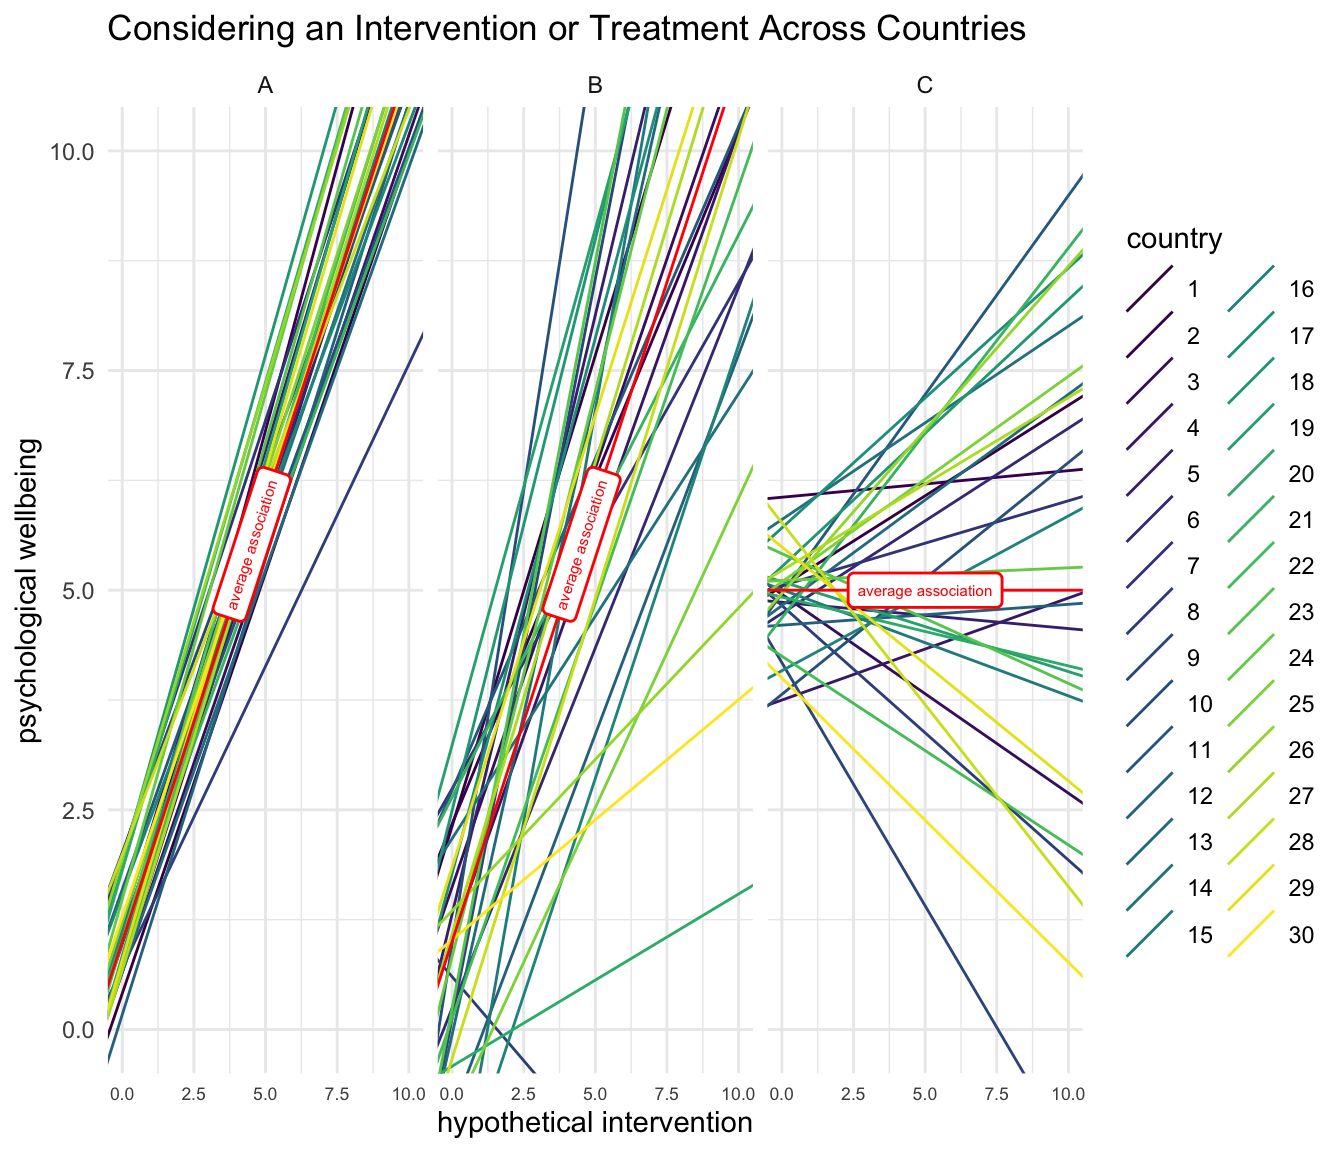 Considering an Intervention or Treatment Across Countries
A
B
C
psychological wellbeing
10.0
7.5
5.0
2.5
0.0
average association
average association
average association
0.0 2.5 5.0 7.5 10.0
0.0 2.5 5.0 7.5 10.0
0.0 2.5 5.0 7.5 10.0
hypothetical intervention
country
1
2
3
4
5
6
7
8
9
10
11
12
13
14
15
16
17
18
19
20
21
22
23
24
25
26
27
28
29
30